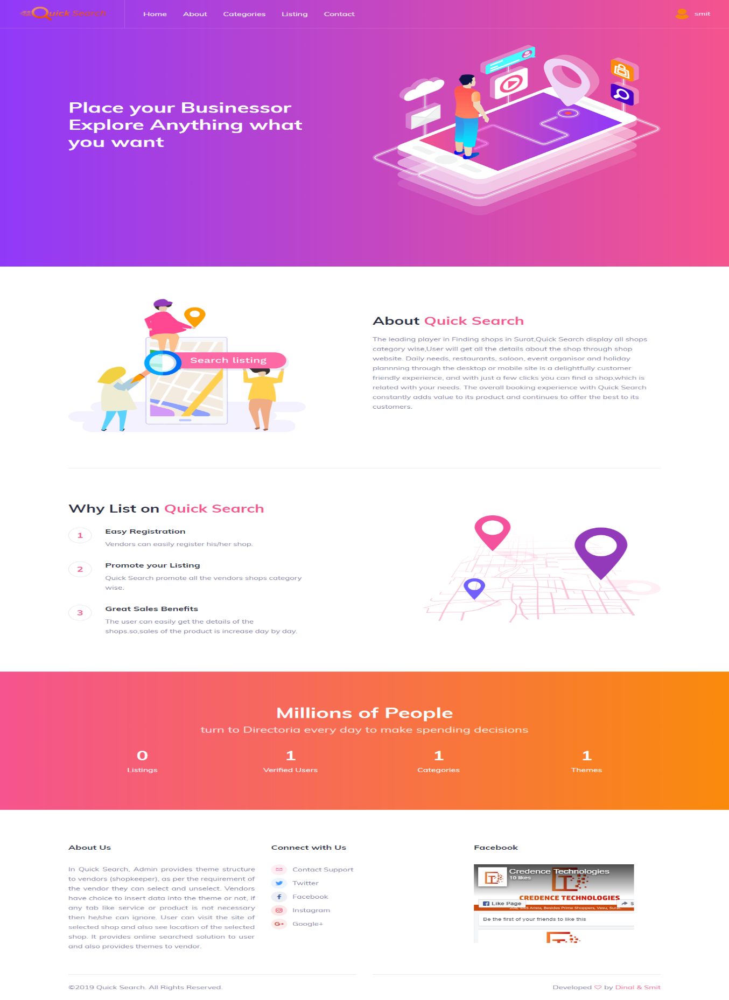 Quick Search
Home About Categories Listing Contact
smit
Place your Businessor
Explore Anything what
you want
Search listing
About Quick Search
The leading player in Finding shops in Surat,Quick Search display all shops
category wise,User will get all the details about the shop through shop
website. Daily needs, restaurants, saloon, event organisor and holiday
plannning through the desktop or mobile site is a delightfully customer
friendly experience, and with just a few clicks you can find a shop,which is
related with your needs. The overall booking experience with Quick Search
constantly adds value to its product and continues to offer the best to its
customers.
Why List on Quick Search
1 Easy Registration
Vendors can easily register his/her shop.
2 Promote your Listing
Quick Search promote all the vendors shops category
wise.
3 Great Sales Benefits
The user can easily get the details of the
shops.so,sales of the product is increase day by day.
Millions of People
turn to Directoria every day to make spending decisions
0 1 1 1
Listings Verified Users Categories Themes
About Us
In Quick Search, Admin provides theme structure
to vendors (shopkeeper), as per the requirement of
the vendor they can select and unselect. Vendors
have choice to insert data into the theme or not, if
any tab like service or product is not necessary
then he/she can ignore. User can visit the site of
selected shop and also see location of the selected
shop. It provides online searched solution to user
and also provides themes to vendor.
Connect with Us
Contact Support
Twitter
Facebook
Instagram
Google+
Facebook
Credence Technologies
10 likes
CREDENCE TECHNOLOGIES
Like Page
S
Arista, Besides Prime Shoppers, Vesu, Surat.
Be the first of your friends to like this
©2019 Quick Search. All Rights Reserved.
Developed by Dinal & Smit